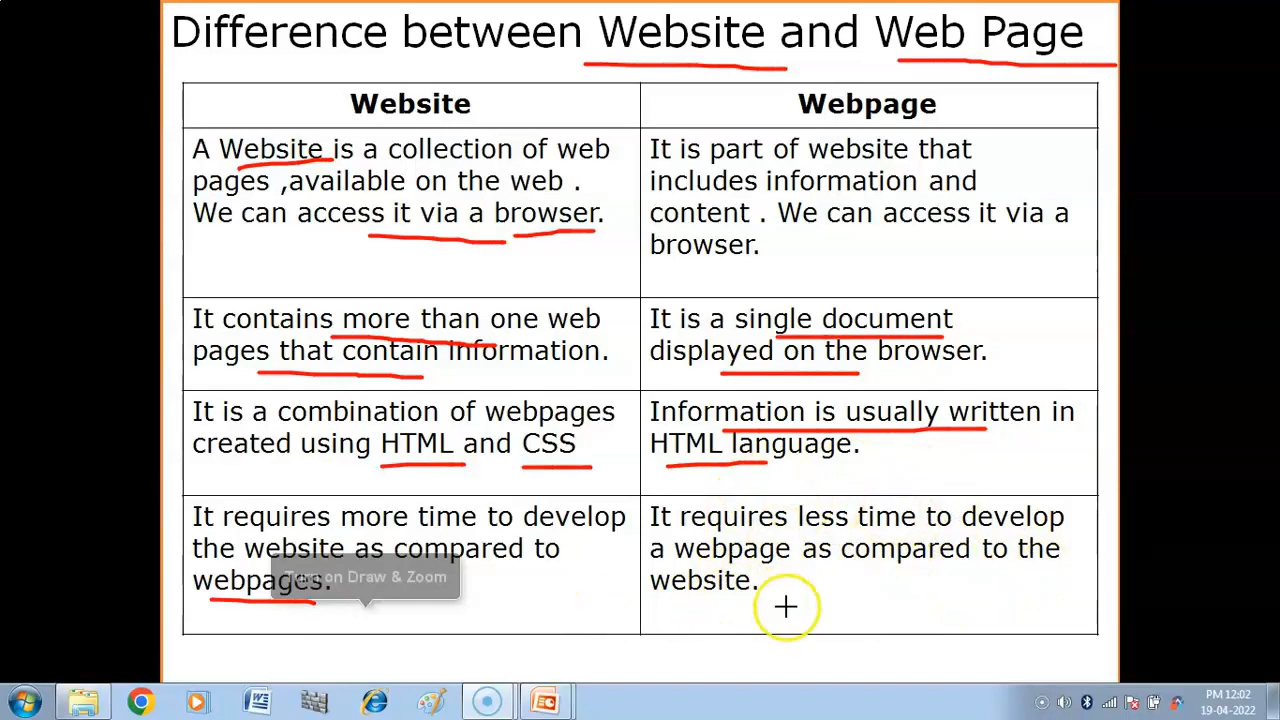 Difference between Website and Web Page
Website
Webpage
A Website is a collection of web
pages ,available on the web .
We can access it via a browser.
It is part of website that
includes information and
content . We can access it via a
browser.
It contains more than one web
pages that contain information.
It is a single document
displayed on the browser.
It is a combination of webpages
created using HTML and CSS
Information is usually written in
HTML language.
It requires more time to develop
the website as compared to
webpages.
Turn on Draw & Zoom
It requires less time to develop
a webpage as compared to the
website.
PM 12:02
19-04-2022